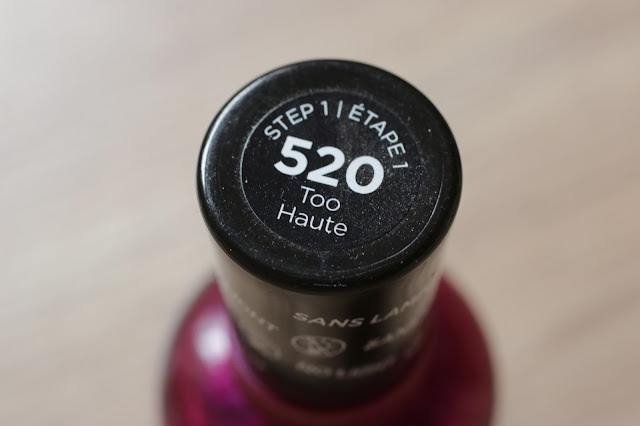 STEP 1 | ÉTAPE 1
520
Too
Haute
SANS